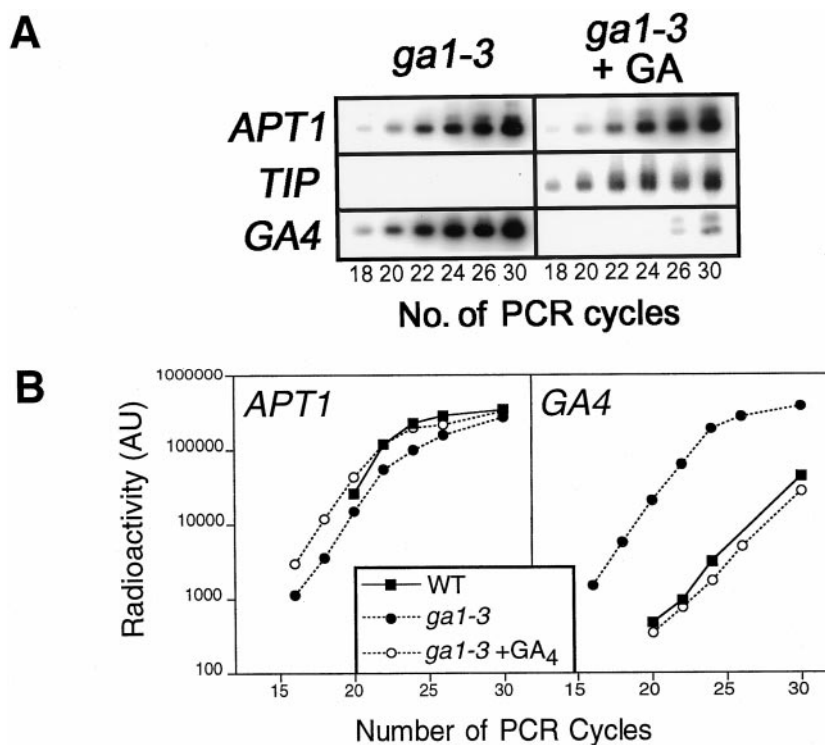 A
ga1-3
ga1-3
+ GA
APT1
TIP
GA4
18 20 22 24 26 30 18 20 22 24 26 30
No. of PCR cycles
B
Radioactivity (AU)
1000000
100000
10000
1000
100
APT1
GA4
WT
ga1-3
ga1-3 +GA₄
15 20 25 30 15 20 25 30
Number of PCR Cycles